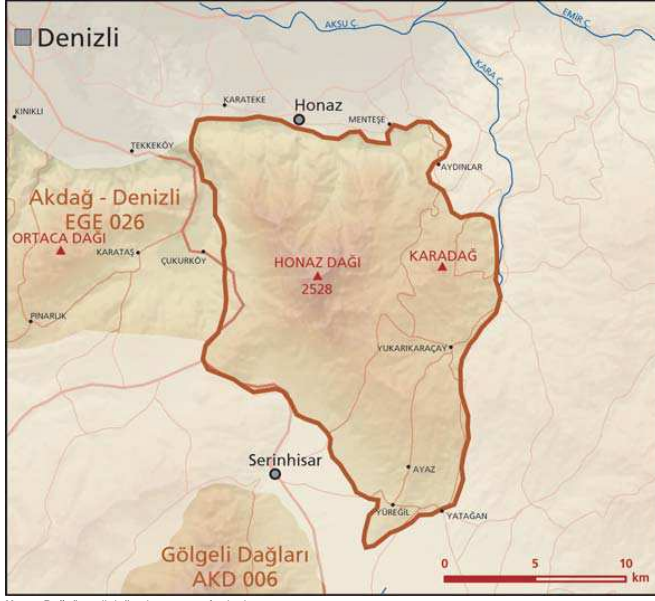 Denizli
AKSU Ç.
EMİR Ç.
KARA Ç.
KINIKLI
KARATEKE
Honaz
MENTEŞE
TEKKEKÖY
AYDINLAR
Akdağ - Denizli
EGE 026
ORTACA DAĞI
KARATAŞ
ÇUKURKÖY
HONAZ DAĞI
2528
KARADAĞ
PINARLIK
YUKARIKARAÇAY
Serinhisar
AYAZ
YÜREĞİL
YATAĞAN
Gölgeli Dağları
AKD 006
0 5 10
km